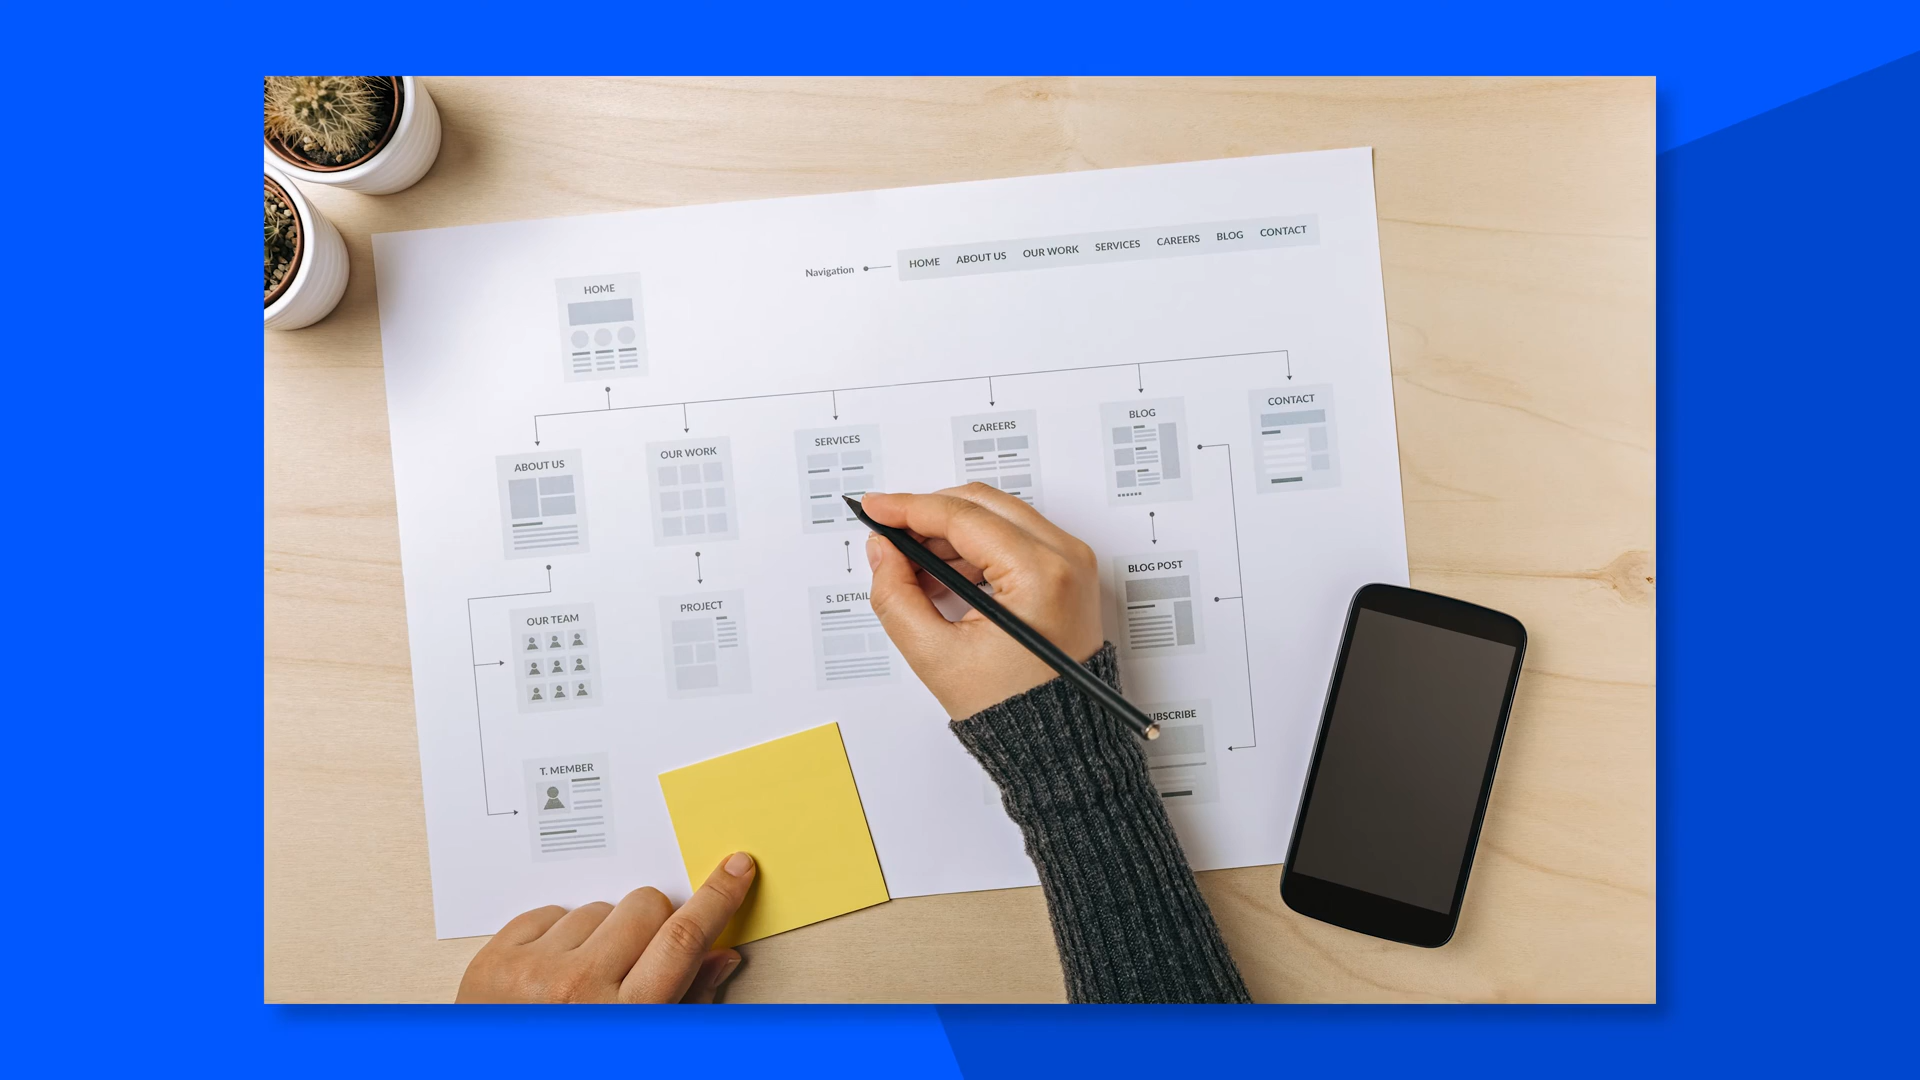 Navigation
HOME ABOUT US OUR WORK SERVICES CAREERS BLOG CONTACT
HOME
ABOUT US
OUR WORK
SERVICES
CAREERS
BLOG
CONTACT
OUR TEAM
PROJECT
S. DETAIL
BLOG POST
T. MEMBER
UBSCRIBE